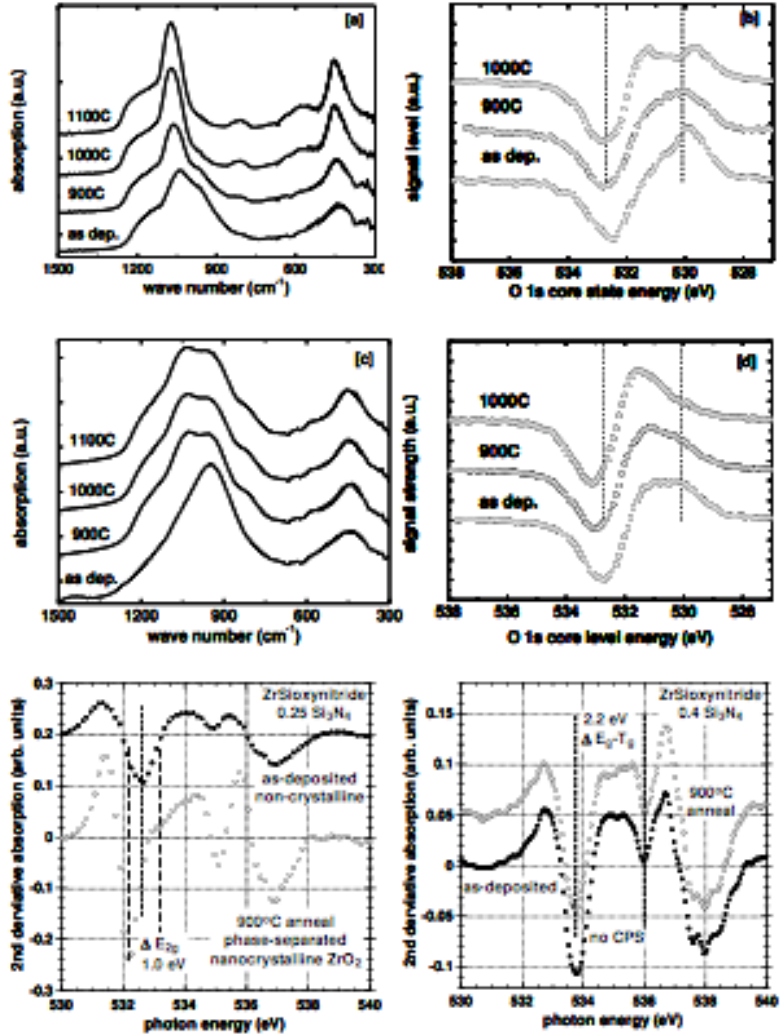 [a]
absorption (a.u.)
1100C
1000C
900C
as dep.
1500 1200 900 600 300
wave number (cm⁻¹)
[b]
signal level (a.u.)
1000C
900C
as dep.
538 536 534 532 530 528
O 1s core state energy (eV)
[c]
absorption (a.u.)
1100C
1000C
900C
as dep.
1500 1200 900 600 300
wave number (cm⁻¹)
[d]
signal strength (a.u.)
1000C
900C
as dep.
538 536 534 532 530 528
O 1s core level energy (eV)
2nd derviative absorption (arb. units)
0.3
0.2
0.1
0
-0.1
-0.2
-0.3
ZrSioxynitride
0.25 Si₃N₄
as-deposited
non-crystalline
Δ E₂g
1.0 eV
900°C anneal
phase-separated
nanocrystalline ZrO₂
530 532 534 536 538 540
photon energy (eV)
2nd derviative absorption (arb. units)
0.15
0.1
0.05
0
-0.05
-0.1
2.2 eV
Δ Eg-Tg
ZrSioxynitride
0.4 Si₃N₄
900°C
anneal
as-deposited
no CPS
530 532 534 536 538 540
photon energy (eV)